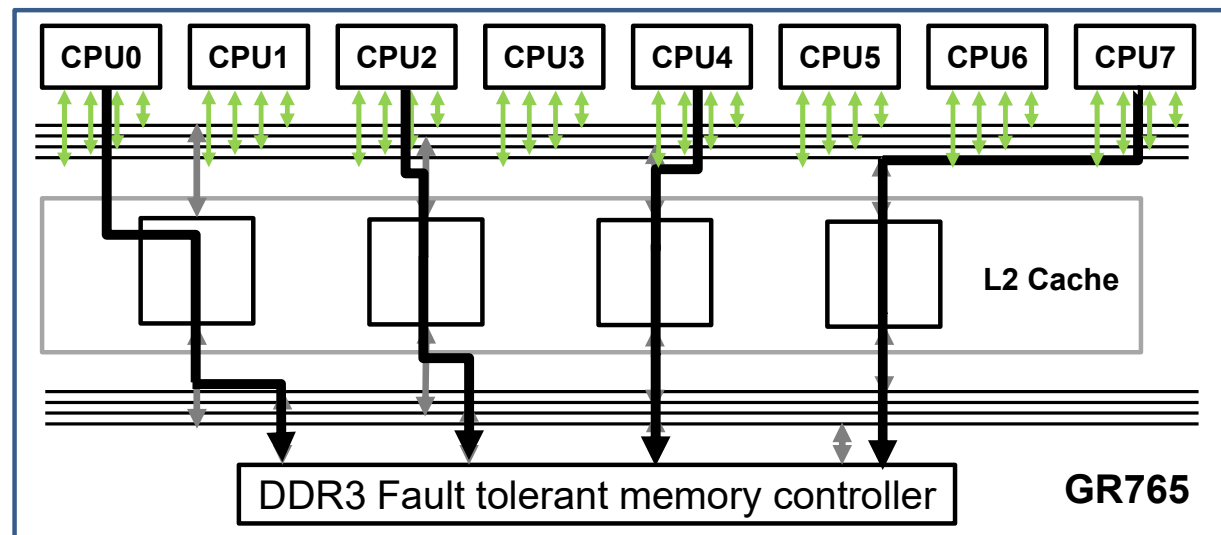 CPU0 CPU1 CPU2 CPU3 CPU4 CPU5 CPU6 CPU7
L2 Cache
DDR3 Fault tolerant memory controller
GR765